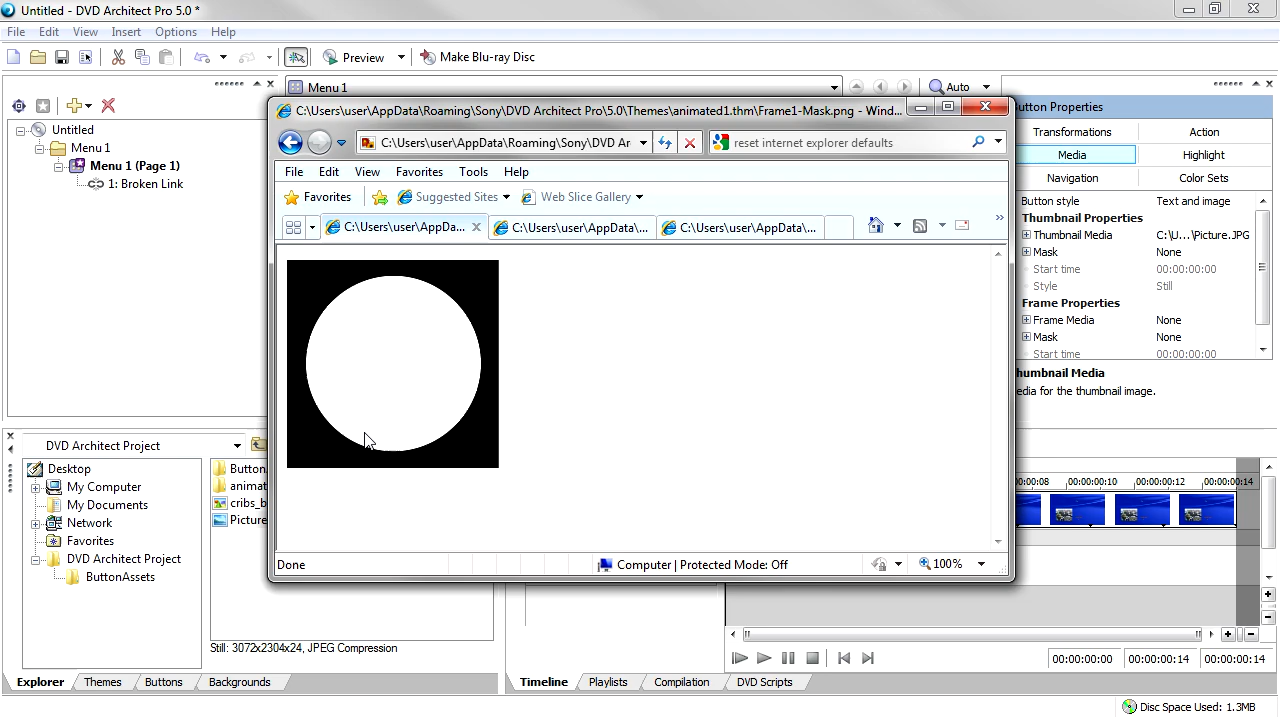 Untitled - DVD Architect Pro 5.0 *
File Edit View Insert Options Help
Preview Make Blu-ray Disc
Menu 1 Auto
Untitled
Menu 1
Menu 1 (Page 1)
1: Broken Link
C:\Users\user\AppData\Roaming\Sony\DVD Architect Pro\5.0\Themes\animated1.thm\Frame1-Mask.png - Wind...
C:\Users\user\AppData\Roaming\Sony\DVD Ar
reset internet explorer defaults
File Edit View Favorites Tools Help
Favorites Suggested Sites Web Slice Gallery
C:\Users\user\AppDa... C:\Users\user\AppData\... C:\Users\user\AppData\...
Done Computer | Protected Mode: Off 100%
Button Properties
Transformations Action
Media Highlight
Navigation Color Sets
Button style Text and image
Thumbnail Properties
Thumbnail Media C:\U...\Picture.JPG
Mask None
Start time 00:00:00:00
Style Still
Frame Properties
Frame Media None
Mask None
Start time 00:00:00:00
humbnail Media
edia for the thumbnail image.
DVD Architect Project
Desktop
My Computer
My Documents
Network
Favorites
DVD Architect Project
ButtonAssets
Button
animat
cribs_b
Picture
Still: 3072x2304x24, JPEG Compression
Explorer Themes Buttons Backgrounds
00:00:08 00:00:00:10 00:00:00:12 00:00:00:14
00:00:00:00 00:00:00:14 00:00:00:14
Timeline Playlists Compilation DVD Scripts
Disc Space Used: 1.3MB